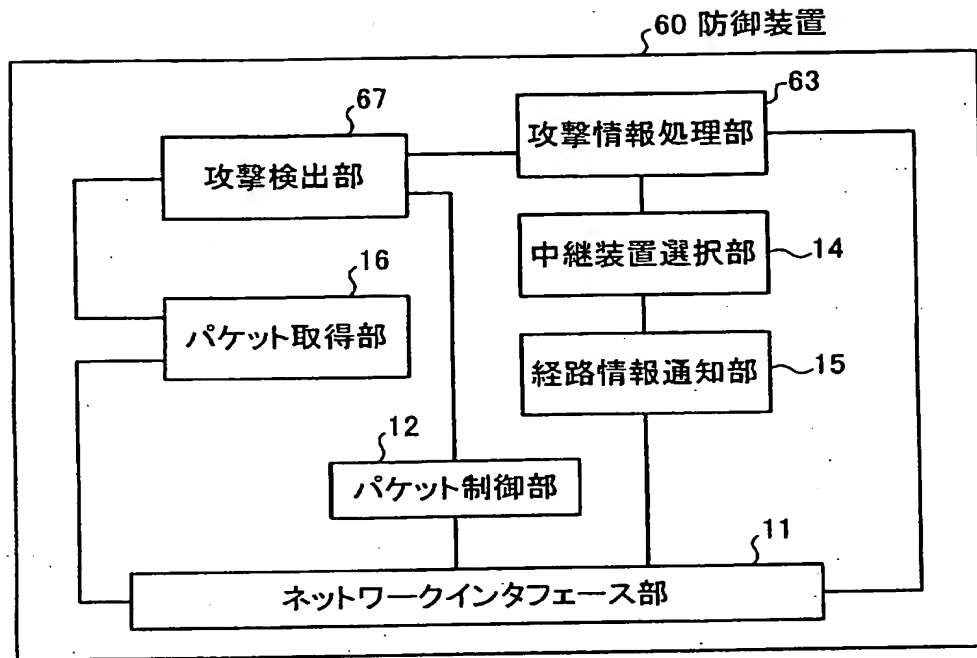 60 防御装置
67
攻撃検出部
63
攻撃情報処理部
中継装置選択部
14
16
パケット取得部
経路情報通知部
15
12
パケット制御部
11
ネットワークインタフェース部